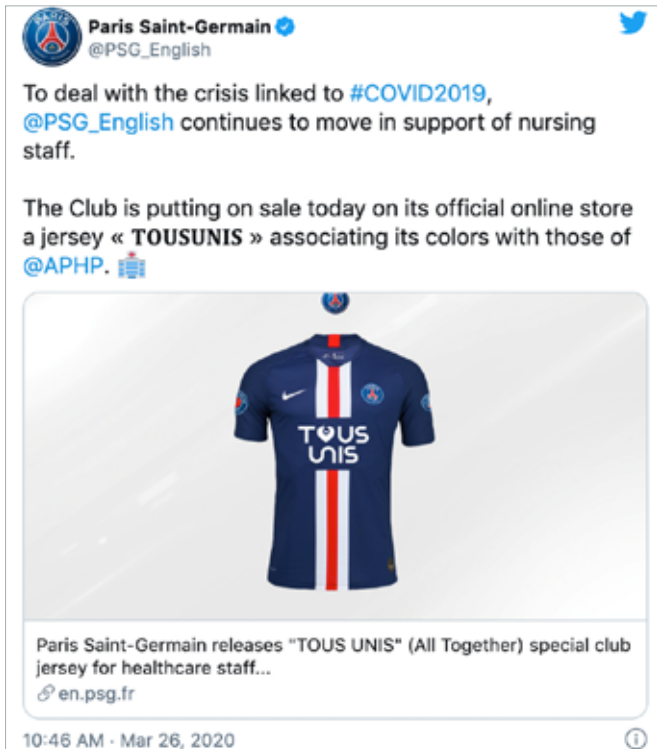 Paris Saint-Germain
@PSG_English
To deal with the crisis linked to #COVID2019,
@PSG_English continues to move in support of nursing
staff.
The Club is putting on sale today on its official online store
a jersey « TOUSUNIS » associating its colors with those of
@APHP. 🏥
PARIS
TOUS
UNIS
Paris Saint-Germain releases "TOUS UNIS" (All Together) special club
jersey for healthcare staff...
en.psg.fr
10:46 AM · Mar 26, 2020